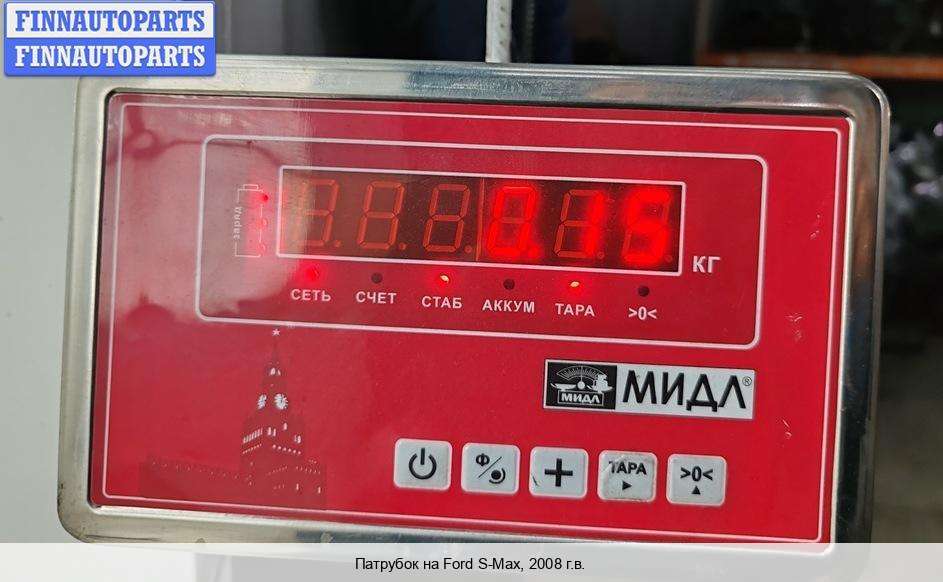 FINNAUTOPARTS
FINNAUTOPARTS
заряд
0.15
КГ
СЕТЬ СЧЕТ СТАБ АККУМ ТАРА >0<
МИДЛ МИДЛ®
Ф ТАРА >0<
Патрубок на Ford S-Max, 2008 г.в.